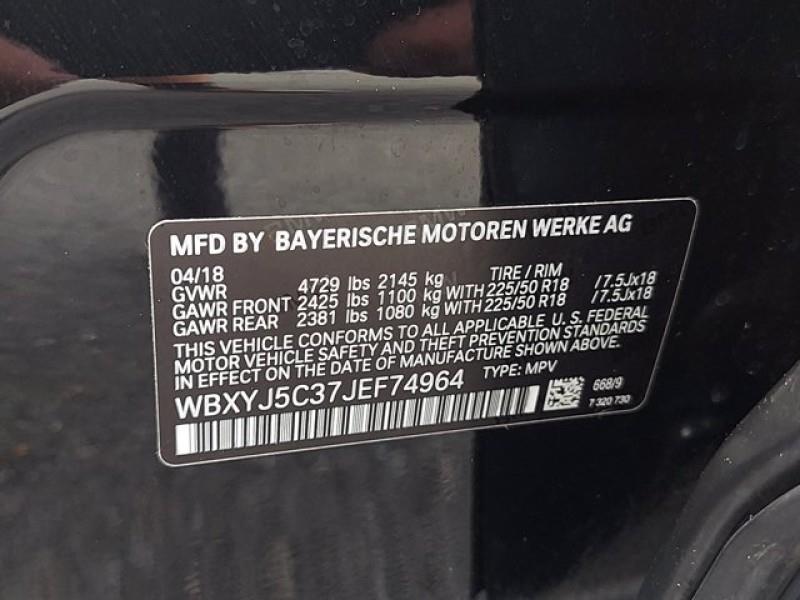 MFD BY BAYERISCHE MOTOREN WERKE AG
04/18 TIRE / RIM
GVWR 4729 lbs 2145 kg
GAWR FRONT 2425 lbs 1100 kg WITH 225/50 R18 /7.5Jx18
GAWR REAR 2381 lbs 1080 kg WITH 225/50 R18 /7.5Jx18
THIS VEHICLE CONFORMS TO ALL APPLICABLE U. S. FEDERAL
MOTOR VEHICLE SAFETY AND THEFT PREVENTION STANDARDS
IN EFFECT ON THE DATE OF MANUFACTURE SHOWN ABOVE.
WBXYJ5C37JEF74964 TYPE: MPV
668/9
7 320 730